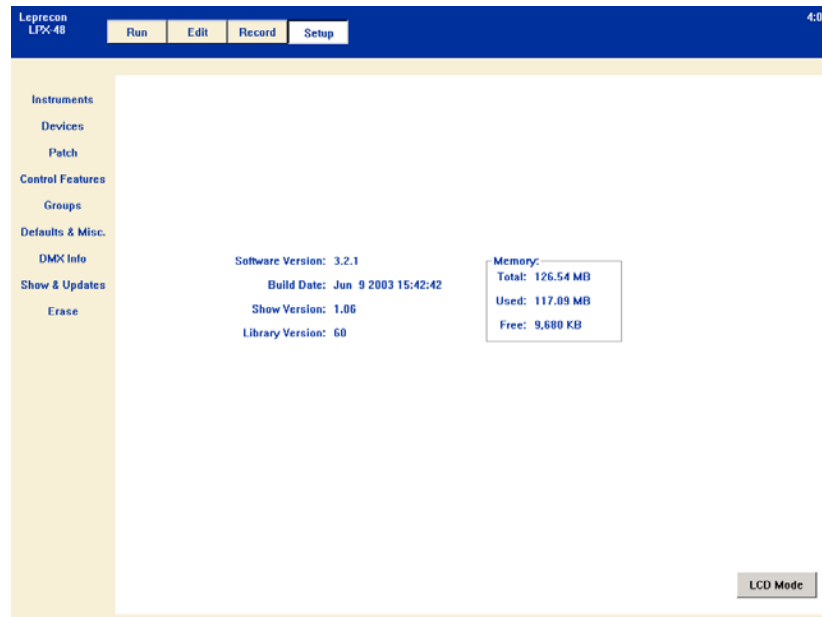 Leprecon
LPX-48
Run Edit Record Setup
4:0
Instruments
Devices
Patch
Control Features
Groups
Defaults & Misc.
DMX Info
Show & Updates
Erase
Software Version: 3.2.1
Build Date: Jun 9 2003 15:42:42
Show Version: 1.06
Library Version: 60
Memory:
Total: 126.54 MB
Used: 117.09 MB
Free: 9,680 KB
LCD Mode